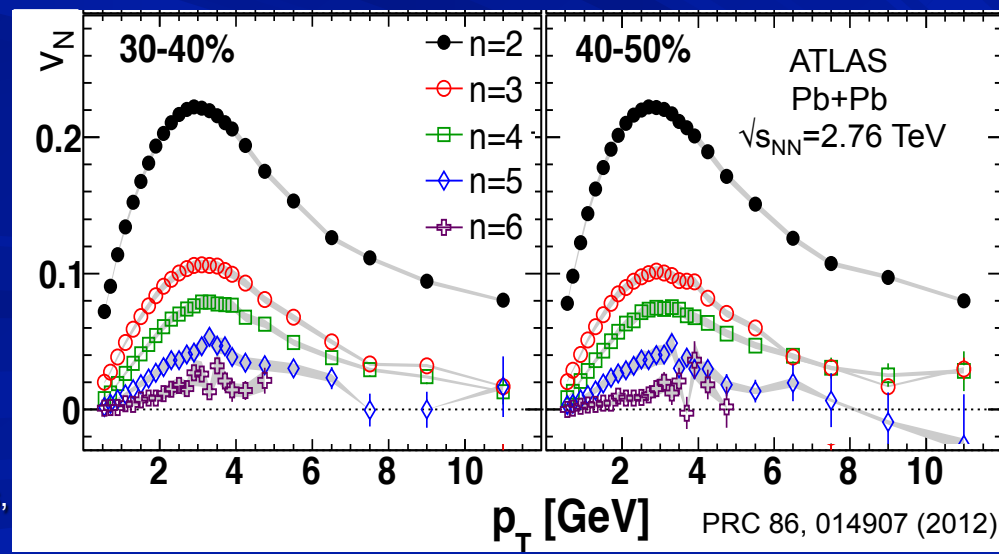 v_N
30-40%
n=2
n=3
n=4
n=5
n=6
40-50%
ATLAS
Pb+Pb
√s_NN=2.76 TeV
0.2
0.1
0
2 4 6 8 10
2 4 6 8 10
p_T [GeV]
PRC 86, 014907 (2012)
,